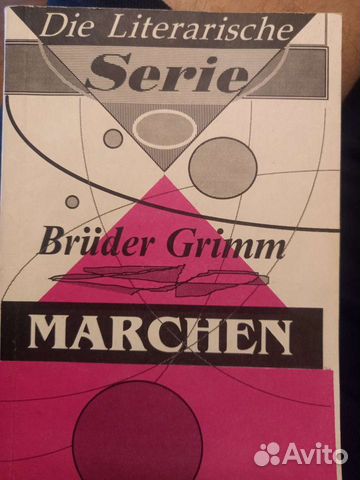 Die Literarische
Serie
Brüder Grimm
MARCHEN
Avito